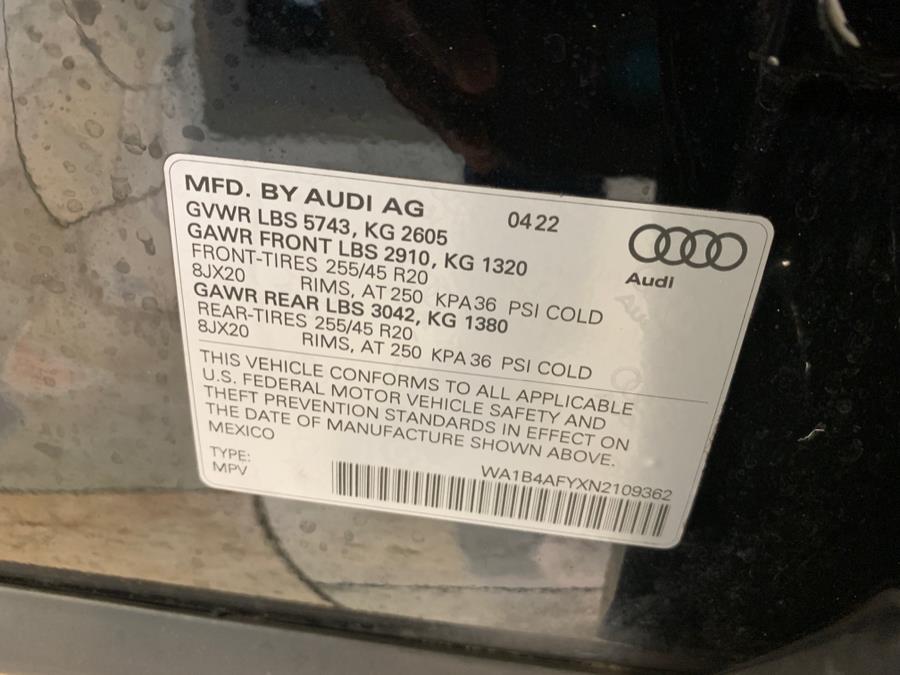 MFD. BY AUDI AG 04 22
GVWR LBS 5743, KG 2605
GAWR FRONT LBS 2910, KG 1320
FRONT-TIRES 255/45 R20
8JX20 RIMS, AT 250 KPA 36 PSI COLD
GAWR REAR LBS 3042, KG 1380
REAR-TIRES 255/45 R20
8JX20 RIMS, AT 250 KPA 36 PSI COLD
Audi
THIS VEHICLE CONFORMS TO ALL APPLICABLE
U.S. FEDERAL MOTOR VEHICLE SAFETY AND
THEFT PREVENTION STANDARDS IN EFFECT ON
THE DATE OF MANUFACTURE SHOWN ABOVE.
MEXICO
TYPE:
MPV
WA1B4AFYXN2109362